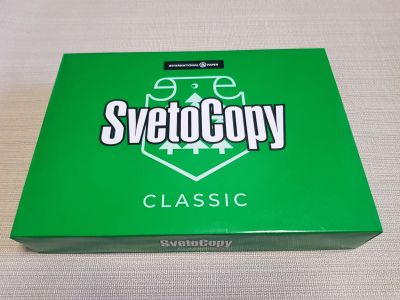 INTERNATIONAL PAPER
SvetoCopy
CLASSIC
SvetoCopy